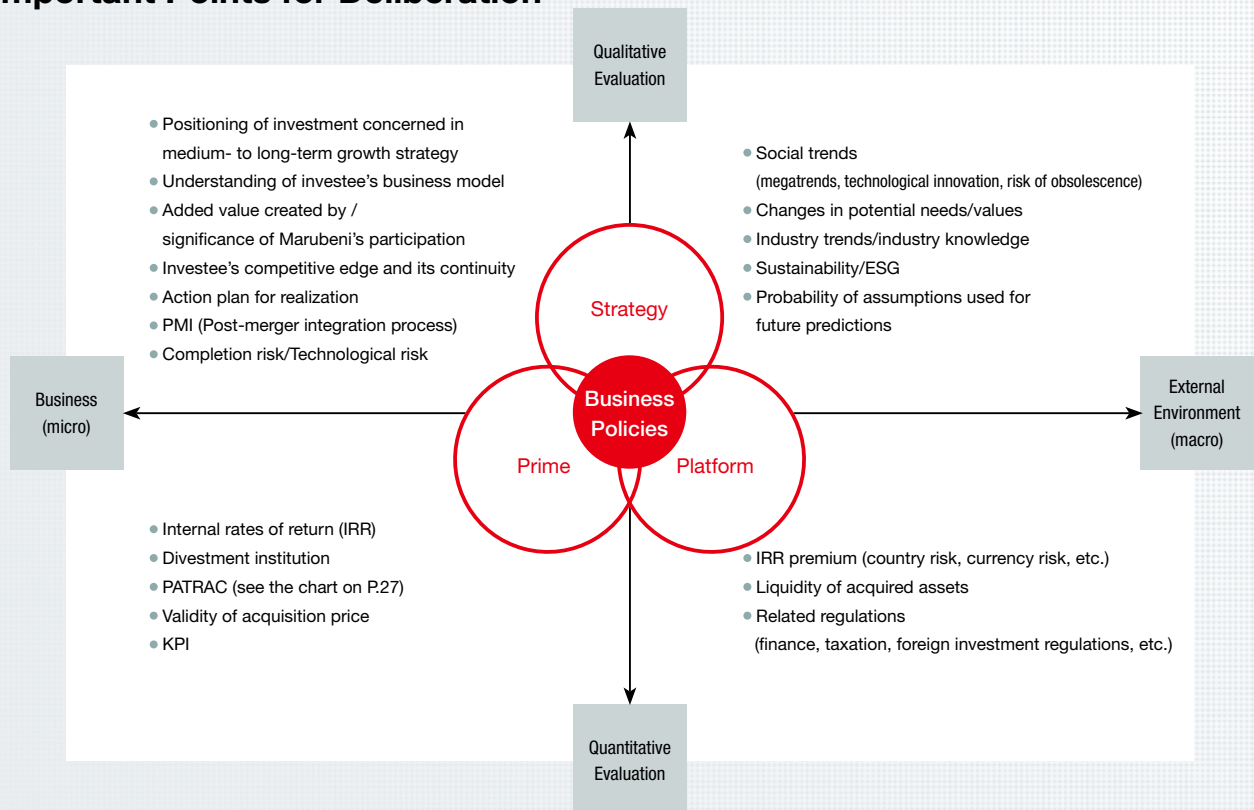 Important Points for Deliberation
Qualitative
Evaluation
• Positioning of investment concerned in
medium- to long-term growth strategy
• Understanding of investee's business model
• Added value created by /
significance of Marubeni's participation
• Investee's competitive edge and its continuity
• Action plan for realization
• PMI (Post-merger integration process)
• Completion risk/Technological risk
• Social trends
(megatrends, technological innovation, risk of obsolescence)
• Changes in potential needs/values
• Industry trends/industry knowledge
• Sustainability/ESG
• Probability of assumptions used for
future predictions
Strategy
Business
(micro)
Business
Policies
External
Environment
(macro)
Prime
Platform
• Internal rates of return (IRR)
• Divestment institution
• PATRAC (see the chart on P.27)
• Validity of acquisition price
• KPI
• IRR premium (country risk, currency risk, etc.)
• Liquidity of acquired assets
• Related regulations
(finance, taxation, foreign investment regulations, etc.)
Quantitative
Evaluation